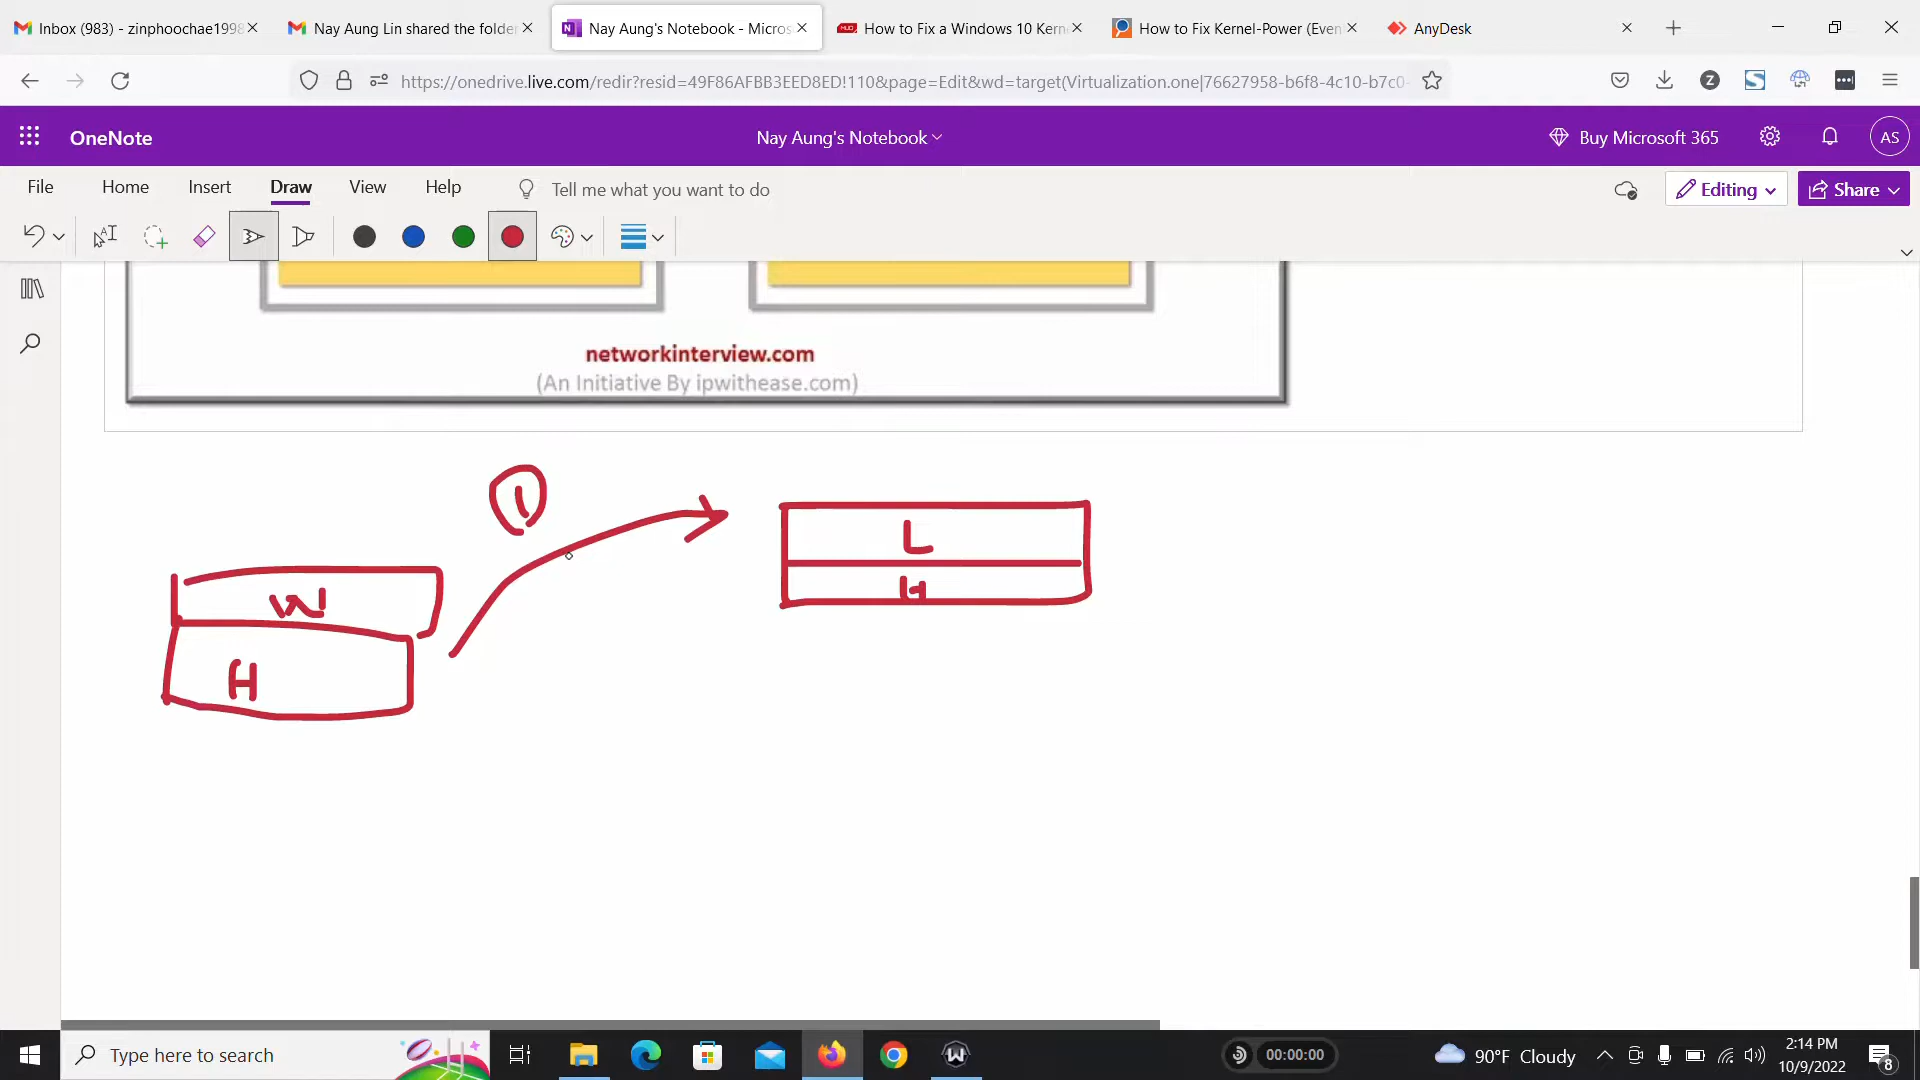 Inbox (983) - zinphoochae1998
Nay Aung Lin shared the folder
Nay Aung's Notebook - Micros
How to Fix a Windows 10 Kern
How to Fix Kernel-Power (Even
AnyDesk
https://onedrive.live.com/redir?resid=49F86AFBB3EED8ED!110&page=Edit&wd=target(Virtualization.one|76627958-b6f8-4c10-b7c0-
Z
S
OneNote
Nay Aung's Notebook
Buy Microsoft 365
AS
File Home Insert Draw View Help
Tell me what you want to do
Editing
Share
networkinterview.com
(An Initiative By ipwithease.com)
1
L
H
W
H
Type here to search
00:00:00
90°F Cloudy
2:14 PM
10/9/2022
8